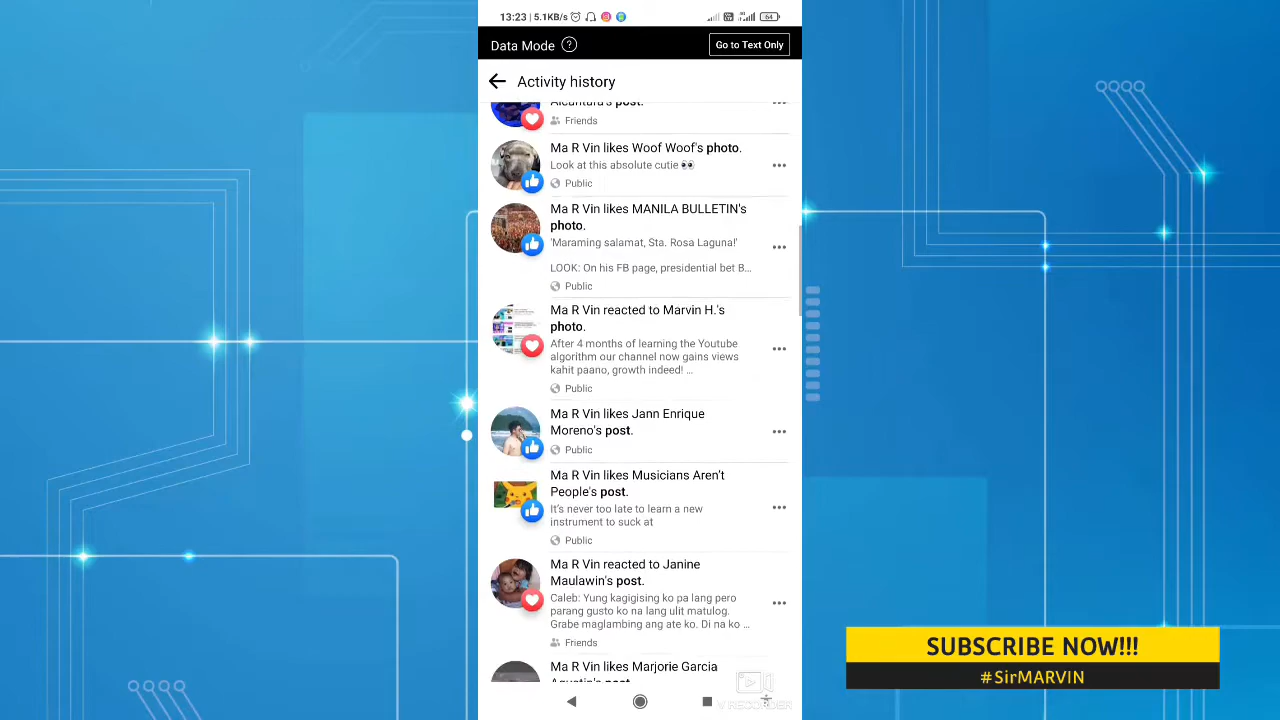 13:23 | 5.1KB/s
64
Data Mode ?
Go to Text Only
Activity history
Alcantara's post.
Friends
Ma R Vin likes Woof Woof's photo.
Look at this absolute cutie 👀
Public
Ma R Vin likes MANILA BULLETIN's
photo.
'Maraming salamat, Sta. Rosa Laguna!'
LOOK: On his FB page, presidential bet B...
Public
Ma R Vin reacted to Marvin H.'s
photo.
After 4 months of learning the Youtube
algorithm our channel now gains views
kahit paano, growth indeed! ...
Public
Ma R Vin likes Jann Enrique
Moreno's post.
Public
Ma R Vin likes Musicians Aren't
People's post.
It's never too late to learn a new
instrument to suck at
Public
Ma R Vin reacted to Janine
Maulawin's post.
Caleb: Yung kagigising ko pa lang pero
parang gusto ko na lang ulit matulog.
Grabe maglambing ang ate ko. Di na ko ...
Friends
Ma R Vin likes Marjorie Garcia
Agustin's post.
V RECORDER
SUBSCRIBE NOW!!!
#SirMARVIN